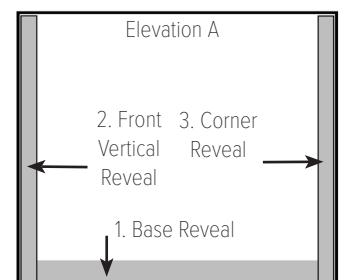 Elevation A
2. Front
Vertical
Reveal
3. Corner
Reveal
1. Base Reveal